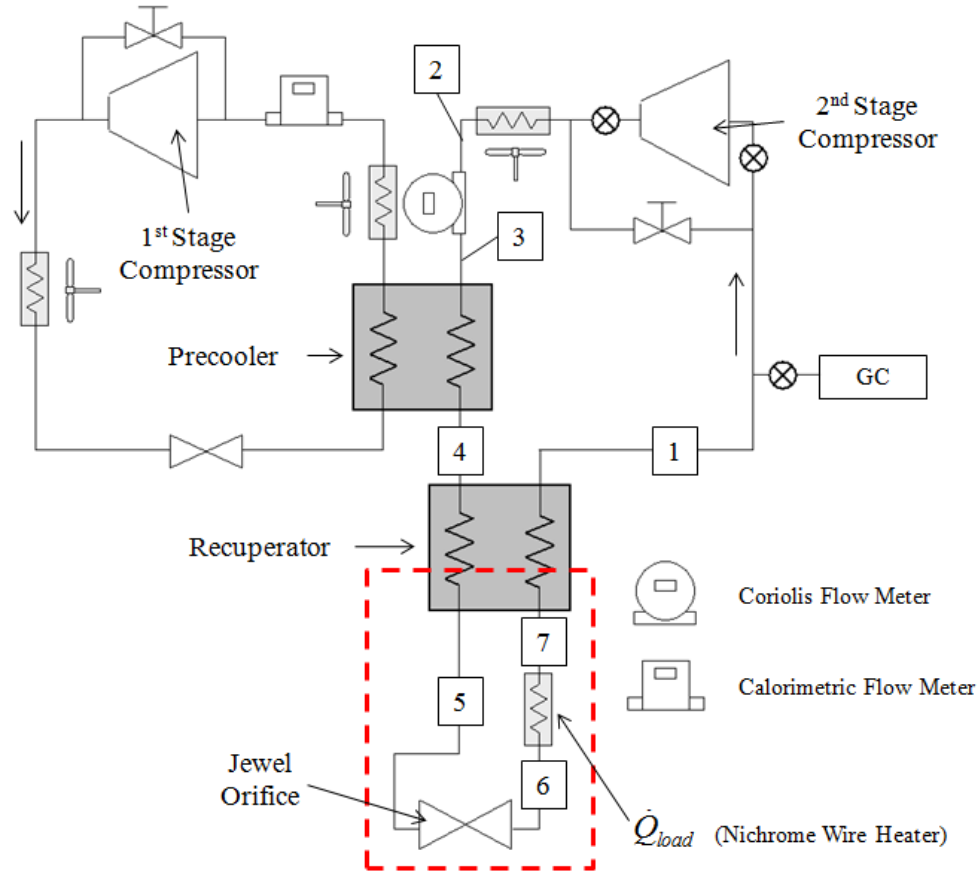 2
2nd Stage
Compressor
1st Stage
Compressor
3
Precooler
GC
4
1
Recuperator
7
Coriolis Flow Meter
5
Calorimetric Flow Meter
Jewel
Orifice
6
Q̇load (Nichrome Wire Heater)